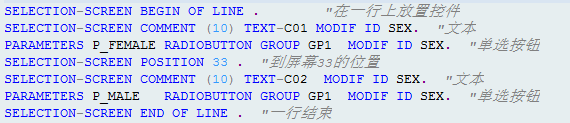 SELECTION-SCREEN BEGIN OF LINE .          "在一行上放置控件
SELECTION-SCREEN COMMENT (10) TEXT-C01 MODIF ID SEX.  "文本
PARAMETERS P_FEMALE RADIOBUTTON GROUP GP1  MODIF ID SEX.  "单选按钮
SELECTION-SCREEN POSITION 33 .  "到屏幕33的位置
SELECTION-SCREEN COMMENT (10) TEXT-C02  MODIF ID SEX.  "文本
PARAMETERS P_MALE   RADIOBUTTON GROUP GP1  MODIF ID SEX.  "单选按钮
SELECTION-SCREEN END OF LINE .  "一行结束